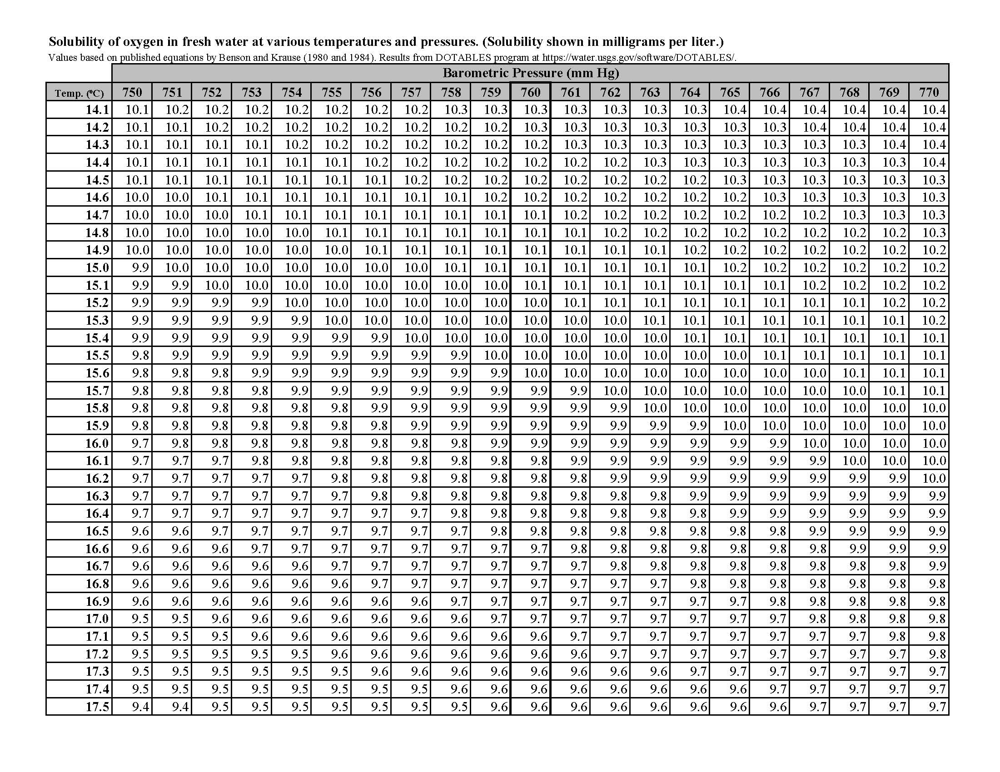 Solubility of oxygen in fresh water at various temperatures and pressures. (Solubility shown in milligrams per liter.)
Values based on published equations by Benson and Krause (1980 and 1984). Results from DOTABLES program at https://water.usgs.gov/software/DOTABLES/.
Barometric Pressure (mm Hg)
Temp. (ºC) 750 751 752 753 754 755 756 757 758 759 760 761 762 763 764 765 766 767 768 769 770
14.1 10.1 10.2 10.2 10.2 10.2 10.2 10.2 10.2 10.3 10.3 10.3 10.3 10.3 10.3 10.3 10.4 10.4 10.4 10.4 10.4 10.4
14.2 10.1 10.1 10.2 10.2 10.2 10.2 10.2 10.2 10.2 10.2 10.3 10.3 10.3 10.3 10.3 10.3 10.3 10.4 10.4 10.4 10.4
14.3 10.1 10.1 10.1 10.1 10.2 10.2 10.2 10.2 10.2 10.2 10.2 10.3 10.3 10.3 10.3 10.3 10.3 10.3 10.3 10.4 10.4
14.4 10.1 10.1 10.1 10.1 10.1 10.1 10.2 10.2 10.2 10.2 10.2 10.2 10.2 10.3 10.3 10.3 10.3 10.3 10.3 10.3 10.4
14.5 10.1 10.1 10.1 10.1 10.1 10.1 10.1 10.2 10.2 10.2 10.2 10.2 10.2 10.2 10.2 10.3 10.3 10.3 10.3 10.3 10.3
14.6 10.0 10.0 10.1 10.1 10.1 10.1 10.1 10.1 10.1 10.2 10.2 10.2 10.2 10.2 10.2 10.2 10.3 10.3 10.3 10.3 10.3
14.7 10.0 10.0 10.0 10.1 10.1 10.1 10.1 10.1 10.1 10.1 10.1 10.2 10.2 10.2 10.2 10.2 10.2 10.2 10.3 10.3 10.3
14.8 10.0 10.0 10.0 10.0 10.0 10.1 10.1 10.1 10.1 10.1 10.1 10.1 10.2 10.2 10.2 10.2 10.2 10.2 10.2 10.2 10.3
14.9 10.0 10.0 10.0 10.0 10.0 10.0 10.1 10.1 10.1 10.1 10.1 10.1 10.1 10.1 10.2 10.2 10.2 10.2 10.2 10.2 10.2
15.0 9.9 10.0 10.0 10.0 10.0 10.0 10.0 10.0 10.1 10.1 10.1 10.1 10.1 10.1 10.1 10.2 10.2 10.2 10.2 10.2 10.2
15.1 9.9 9.9 10.0 10.0 10.0 10.0 10.0 10.0 10.0 10.0 10.1 10.1 10.1 10.1 10.1 10.1 10.1 10.2 10.2 10.2 10.2
15.2 9.9 9.9 9.9 9.9 10.0 10.0 10.0 10.0 10.0 10.0 10.0 10.1 10.1 10.1 10.1 10.1 10.1 10.1 10.1 10.2 10.2
15.3 9.9 9.9 9.9 9.9 9.9 10.0 10.0 10.0 10.0 10.0 10.0 10.0 10.0 10.1 10.1 10.1 10.1 10.1 10.1 10.1 10.2
15.4 9.9 9.9 9.9 9.9 9.9 9.9 9.9 10.0 10.0 10.0 10.0 10.0 10.0 10.0 10.1 10.1 10.1 10.1 10.1 10.1 10.1
15.5 9.8 9.9 9.9 9.9 9.9 9.9 9.9 9.9 9.9 10.0 10.0 10.0 10.0 10.0 10.0 10.0 10.1 10.1 10.1 10.1 10.1
15.6 9.8 9.8 9.8 9.9 9.9 9.9 9.9 9.9 9.9 9.9 10.0 10.0 10.0 10.0 10.0 10.0 10.0 10.0 10.1 10.1 10.1
15.7 9.8 9.8 9.8 9.8 9.9 9.9 9.9 9.9 9.9 9.9 9.9 9.9 10.0 10.0 10.0 10.0 10.0 10.0 10.0 10.1 10.1
15.8 9.8 9.8 9.8 9.8 9.8 9.8 9.9 9.9 9.9 9.9 9.9 9.9 9.9 10.0 10.0 10.0 10.0 10.0 10.0 10.0 10.0
15.9 9.8 9.8 9.8 9.8 9.8 9.8 9.8 9.9 9.9 9.9 9.9 9.9 9.9 9.9 9.9 10.0 10.0 10.0 10.0 10.0 10.0
16.0 9.7 9.8 9.8 9.8 9.8 9.8 9.8 9.8 9.8 9.9 9.9 9.9 9.9 9.9 9.9 9.9 9.9 10.0 10.0 10.0 10.0
16.1 9.7 9.7 9.7 9.8 9.8 9.8 9.8 9.8 9.8 9.8 9.8 9.9 9.9 9.9 9.9 9.9 9.9 9.9 10.0 10.0 10.0
16.2 9.7 9.7 9.7 9.7 9.7 9.8 9.8 9.8 9.8 9.8 9.8 9.8 9.9 9.9 9.9 9.9 9.9 9.9 9.9 9.9 10.0
16.3 9.7 9.7 9.7 9.7 9.7 9.7 9.8 9.8 9.8 9.8 9.8 9.8 9.8 9.8 9.9 9.9 9.9 9.9 9.9 9.9 9.9
16.4 9.7 9.7 9.7 9.7 9.7 9.7 9.7 9.7 9.8 9.8 9.8 9.8 9.8 9.8 9.8 9.9 9.9 9.9 9.9 9.9 9.9
16.5 9.6 9.6 9.7 9.7 9.7 9.7 9.7 9.7 9.7 9.8 9.8 9.8 9.8 9.8 9.8 9.8 9.8 9.9 9.9 9.9 9.9
16.6 9.6 9.6 9.6 9.7 9.7 9.7 9.7 9.7 9.7 9.7 9.7 9.8 9.8 9.8 9.8 9.8 9.8 9.8 9.9 9.9 9.9
16.7 9.6 9.6 9.6 9.6 9.6 9.7 9.7 9.7 9.7 9.7 9.7 9.7 9.8 9.8 9.8 9.8 9.8 9.8 9.8 9.8 9.9
16.8 9.6 9.6 9.6 9.6 9.6 9.6 9.7 9.7 9.7 9.7 9.7 9.7 9.7 9.7 9.8 9.8 9.8 9.8 9.8 9.8 9.8
16.9 9.6 9.6 9.6 9.6 9.6 9.6 9.6 9.6 9.7 9.7 9.7 9.7 9.7 9.7 9.7 9.7 9.8 9.8 9.8 9.8 9.8
17.0 9.5 9.5 9.6 9.6 9.6 9.6 9.6 9.6 9.6 9.7 9.7 9.7 9.7 9.7 9.7 9.7 9.7 9.8 9.8 9.8 9.8
17.1 9.5 9.5 9.5 9.6 9.6 9.6 9.6 9.6 9.6 9.6 9.6 9.7 9.7 9.7 9.7 9.7 9.7 9.7 9.7 9.8 9.8
17.2 9.5 9.5 9.5 9.5 9.5 9.6 9.6 9.6 9.6 9.6 9.6 9.6 9.7 9.7 9.7 9.7 9.7 9.7 9.7 9.7 9.8
17.3 9.5 9.5 9.5 9.5 9.5 9.5 9.6 9.6 9.6 9.6 9.6 9.6 9.6 9.6 9.7 9.7 9.7 9.7 9.7 9.7 9.7
17.4 9.5 9.5 9.5 9.5 9.5 9.5 9.5 9.5 9.6 9.6 9.6 9.6 9.6 9.6 9.6 9.6 9.7 9.7 9.7 9.7 9.7
17.5 9.4 9.4 9.5 9.5 9.5 9.5 9.5 9.5 9.5 9.6 9.6 9.6 9.6 9.6 9.6 9.6 9.6 9.7 9.7 9.7 9.7